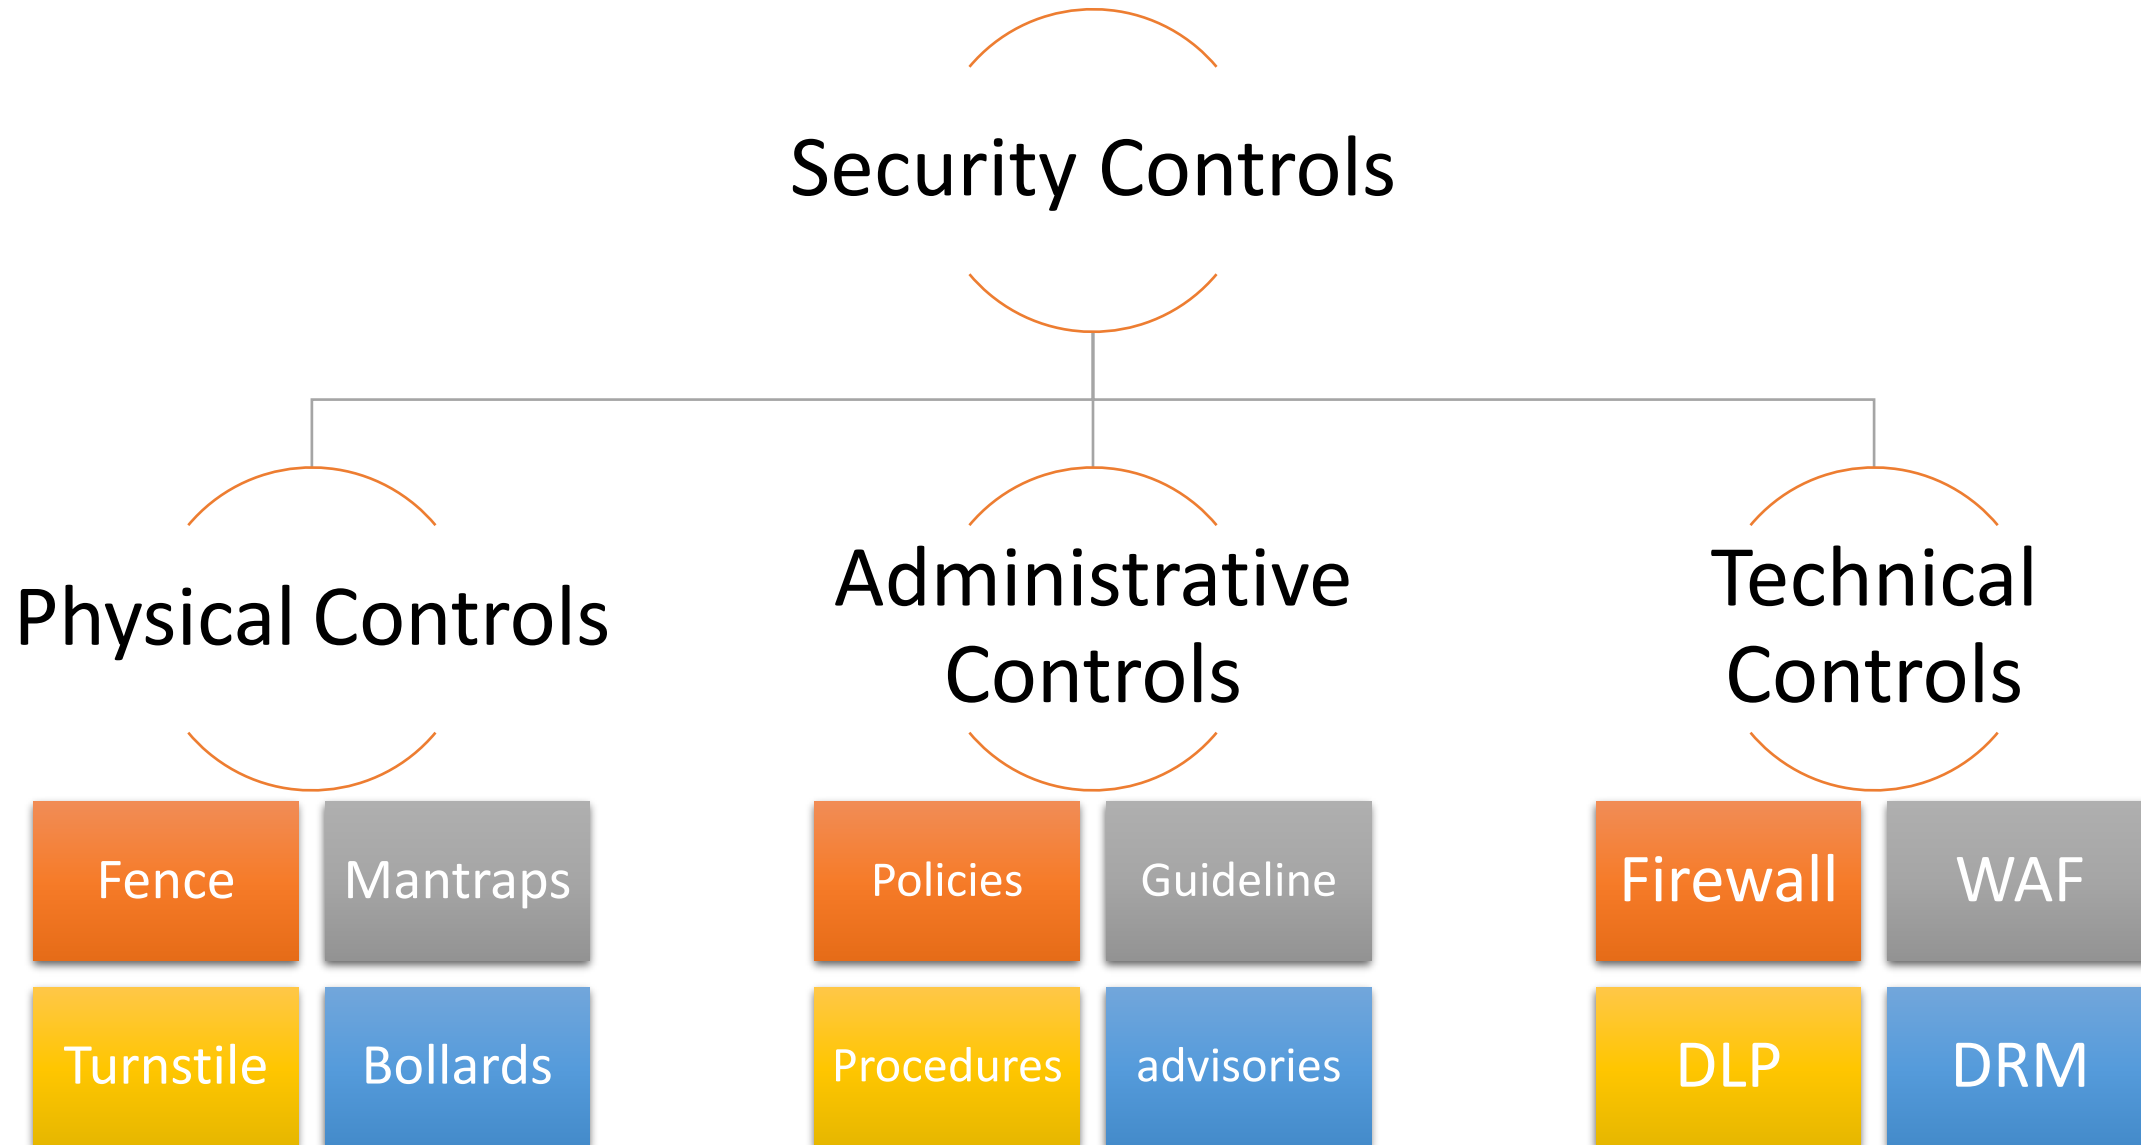 Security Controls
Physical Controls
Administrative
Controls
Technical
Controls
Fence
Mantraps
Turnstile
Bollards
Policies
Guideline
Procedures
advisories
Firewall
WAF
DLP
DRM